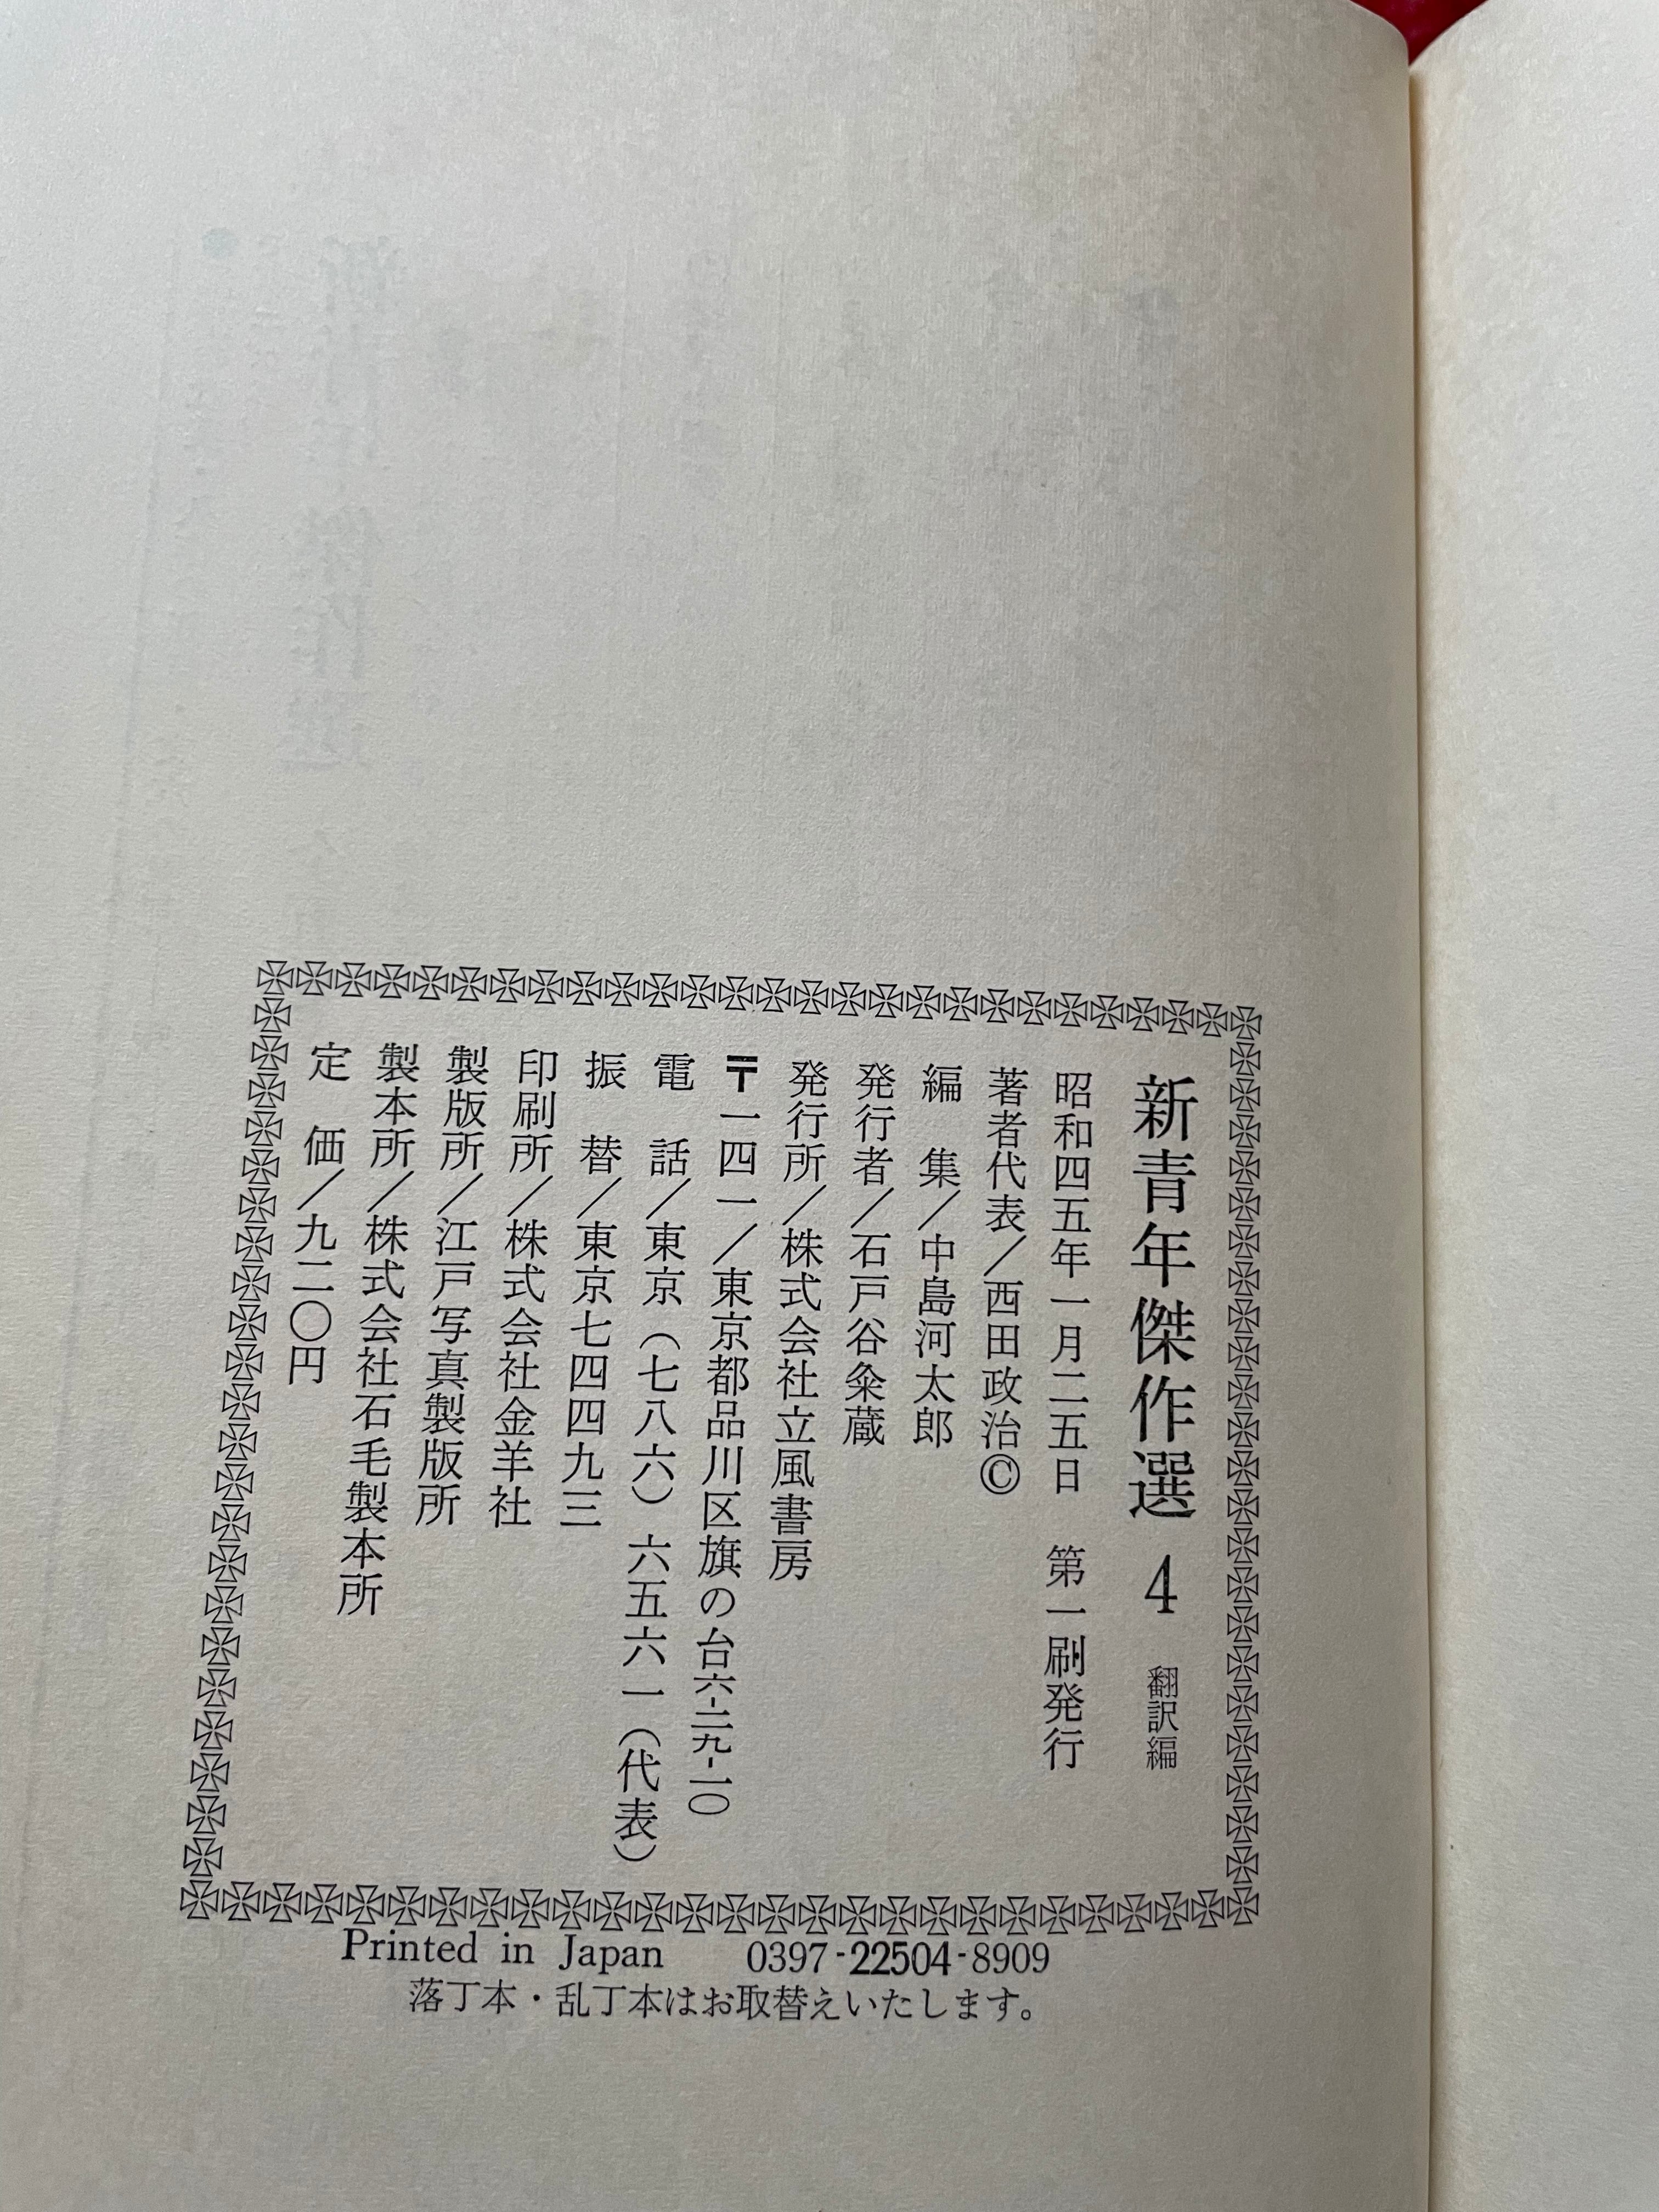 新青年傑作選 4 翻訳編
昭和四五年一月二五日 第一刷発行
著者代表／西田政治©
編 集／中島河太郎
発行者／石戸谷粂蔵
発行所／株式会社立風書房
〒一四一／東京都品川区旗の台六-二九-一〇
電 話／東京（七八六）六五六一（代表）
振 替／東京七四四九三
印刷所／株式会社金羊社
製版所／江戸写真製版所
製本所／株式会社石毛製本所
定 価／九二〇円
Printed in Japan 0397-22504-8909
落丁本・乱丁本はお取替えいたします。